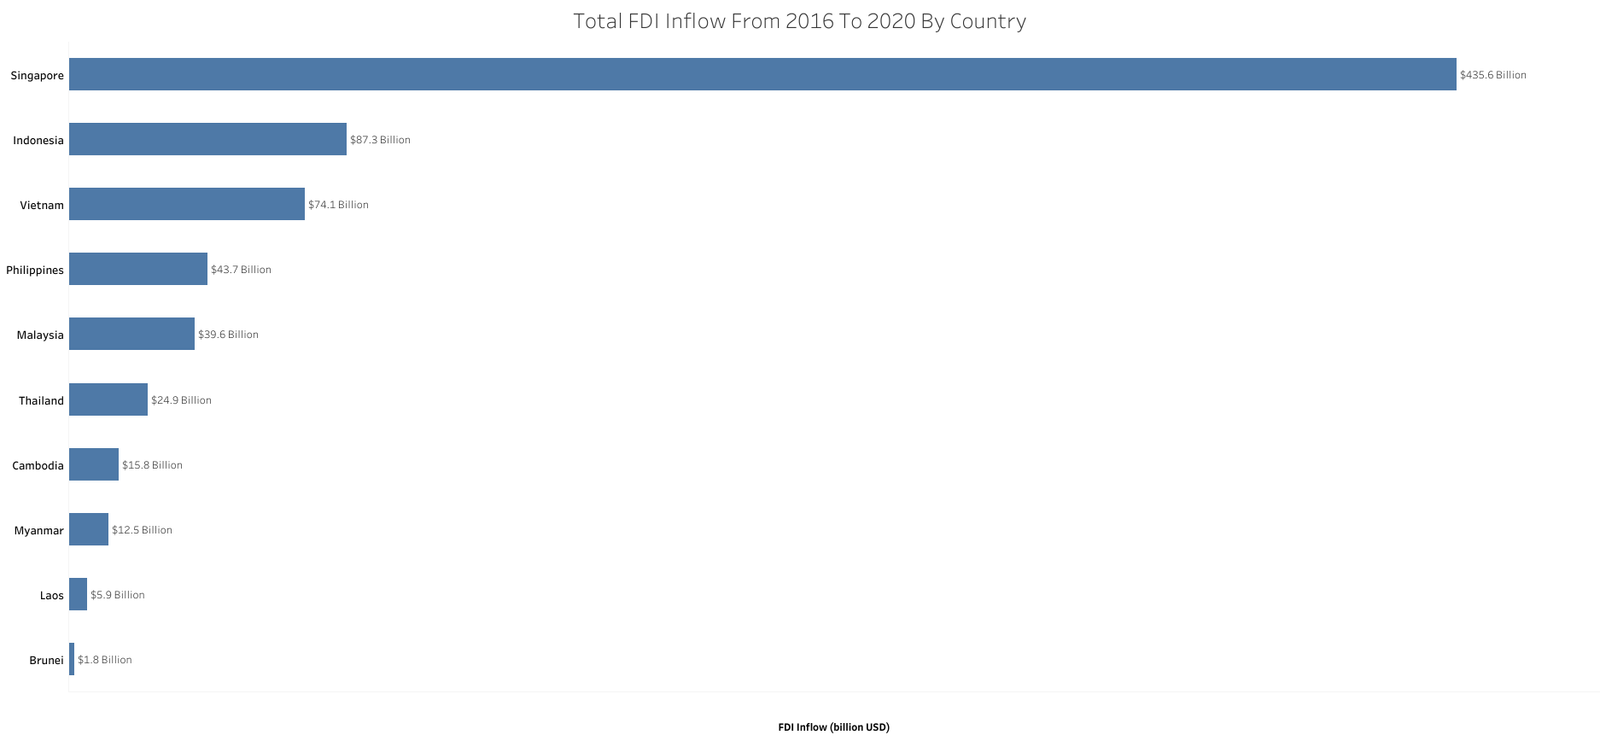 Total FDI Inflow From 2016 To 2020 By Country
Singapore $435.6 Billion
Indonesia $87.3 Billion
Vietnam $74.1 Billion
Philippines $43.7 Billion
Malaysia $39.6 Billion
Thailand $24.9 Billion
Cambodia $15.8 Billion
Myanmar $12.5 Billion
Laos $5.9 Billion
Brunei $1.8 Billion
FDI Inflow (billion USD)